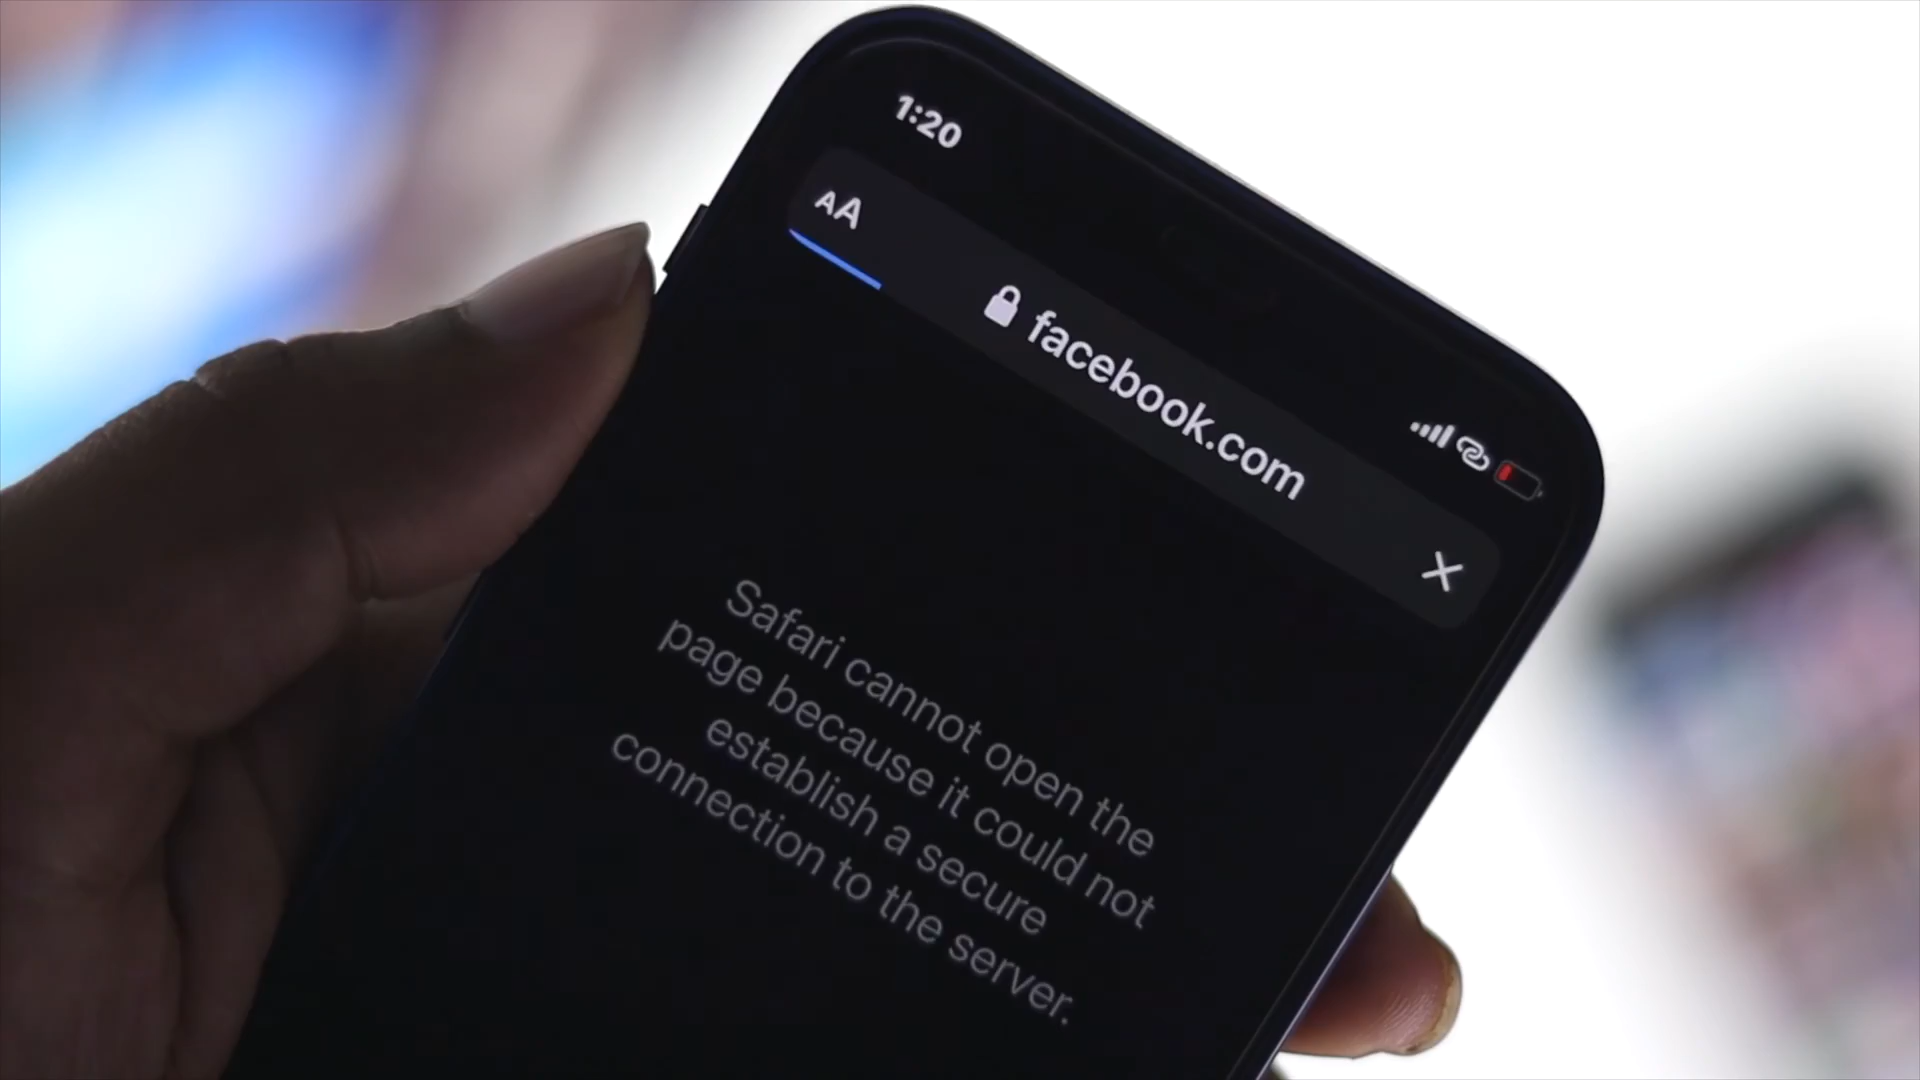 1:20
AA
facebook.com
Safari cannot open the
page because it could not
establish a secure
connection to the server.